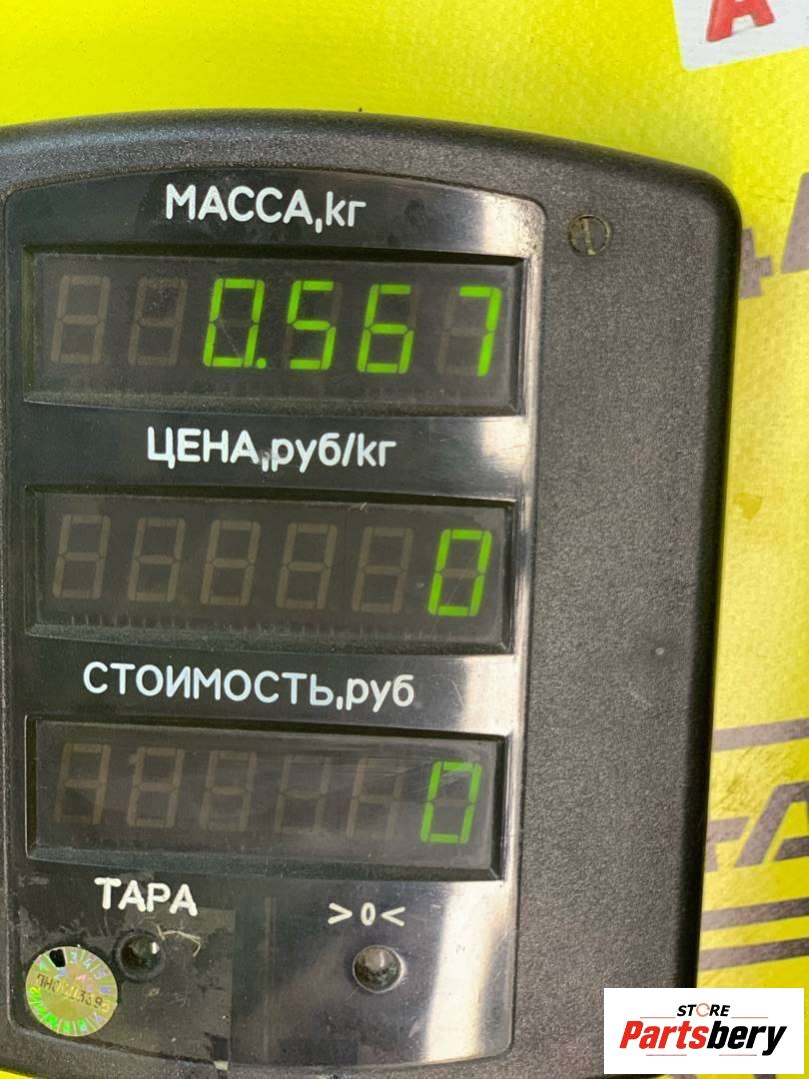 А
МАССА,кг
0.567
ЦЕНА,руб/кг
0
СТОИМОСТЬ,руб
0
ТАРА
>0<
STORE
Partsbery